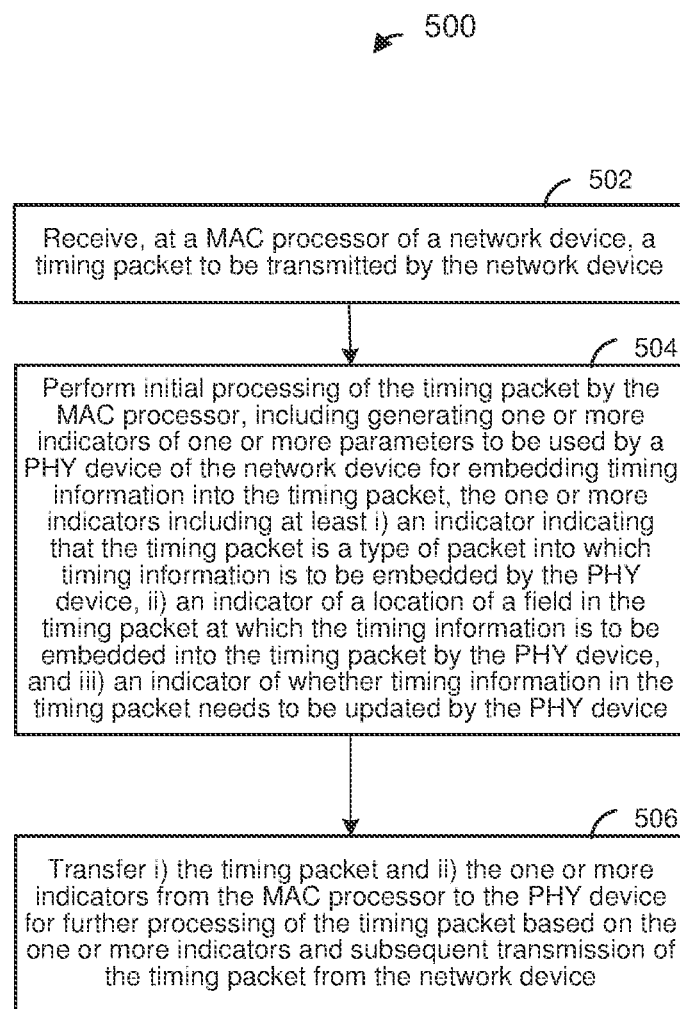 500
502
Receive, at a MAC processor of a network device, a
timing packet to be transmitted by the network device
504
Perform initial processing of the timing packet by the
MAC processor, including generating one or more
indicators of one or more parameters to be used by a
PHY device of the network device for embedding timing
information into the timing packet, the one or more
indicators including at least i) an indicator indicating
that the timing packet is a type of packet into which
timing information is to be embedded by the PHY
device, ii) an indicator of a location of a field in the
timing packet at which the timing information is to be
embedded into the timing packet by the PHY device,
and iii) an indicator of whether timing information in the
timing packet needs to be updated by the PHY device
506
Transfer i) the timing packet and ii) the one or more
indicators from the MAC processor to the PHY device
for further processing of the timing packet based on the
one or more indicators and subsequent transmission of
the timing packet from the network device